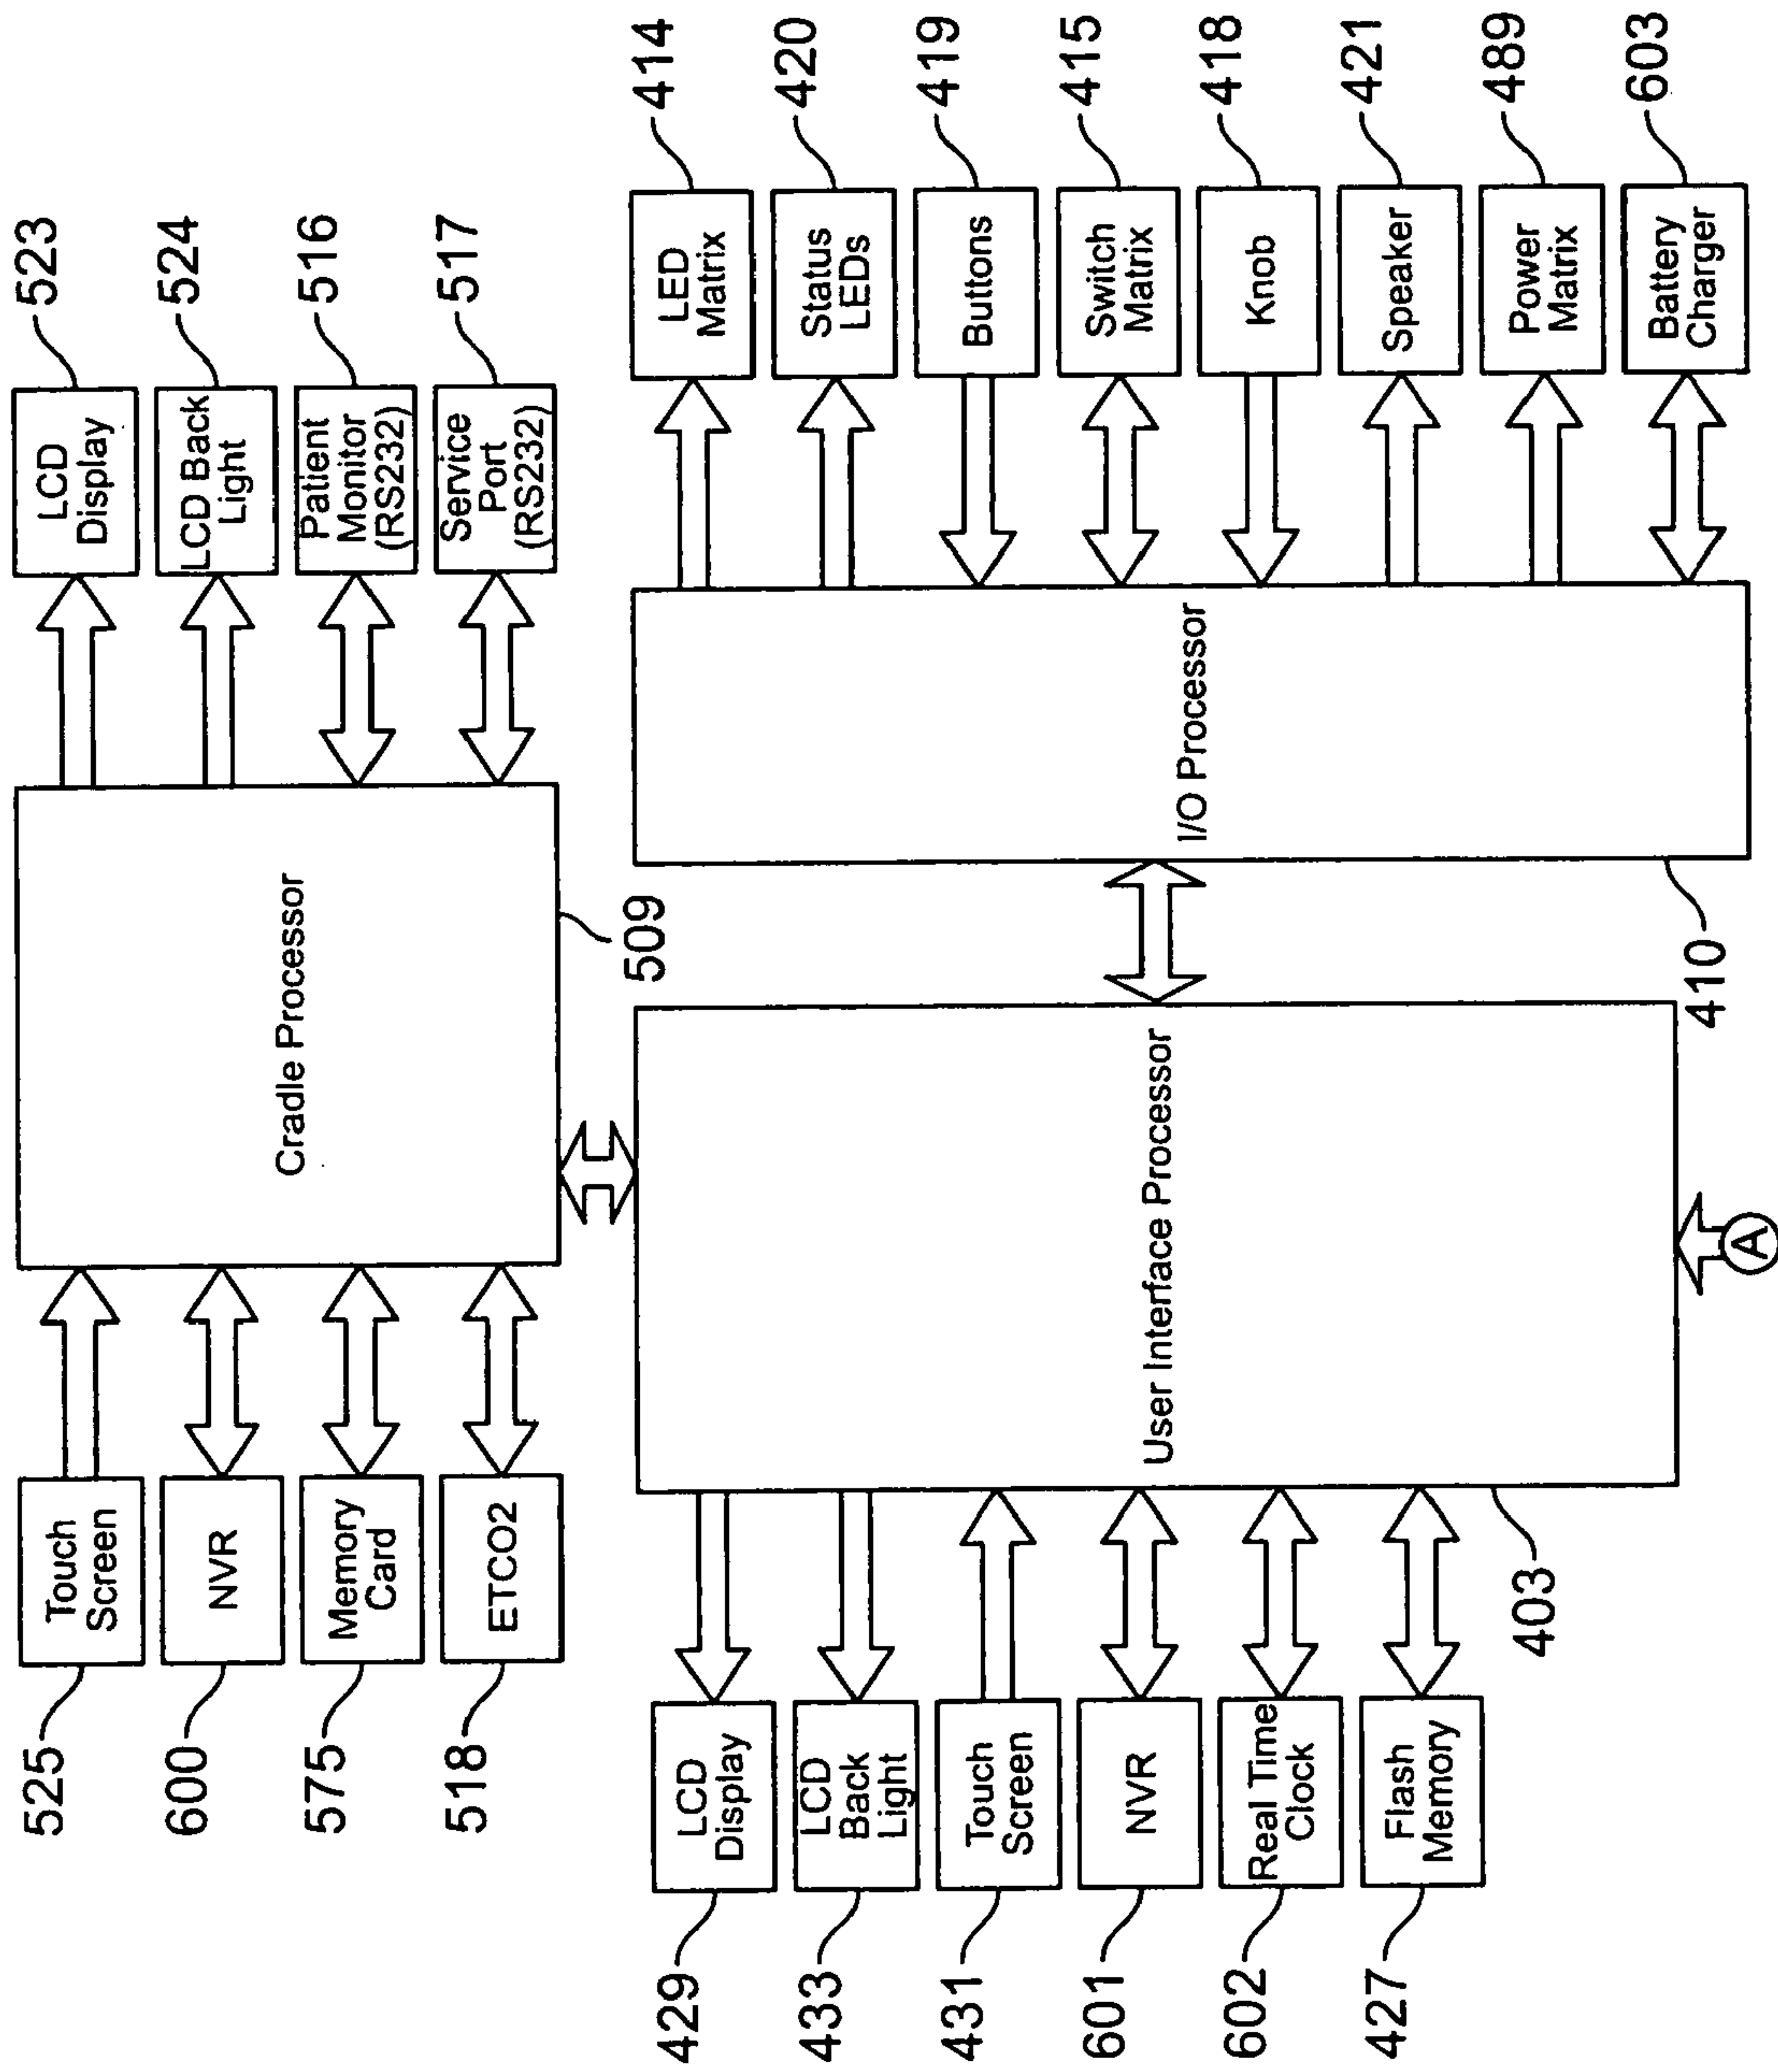 523
LCD
Display
524
LCD Back
Light
516
Patient
Monitor
(RS232)
517
Service
Port
(RS232)
Cradle Processor
509
525
Touch
Screen
600
NVR
575
Memory
Card
518
ETCO2
414
LED
Matrix
420
Status
LEDs
419
Buttons
415
Switch
Matrix
418
Knob
421
Speaker
489
Power
Matrix
603
Battery
Charger
I/O Processor
410
User Interface Processor
403
A
429
LCD
Display
433
LCD
Back
Light
431
Touch
Screen
601
NVR
602
Real Time
Clock
427
Flash
Memory